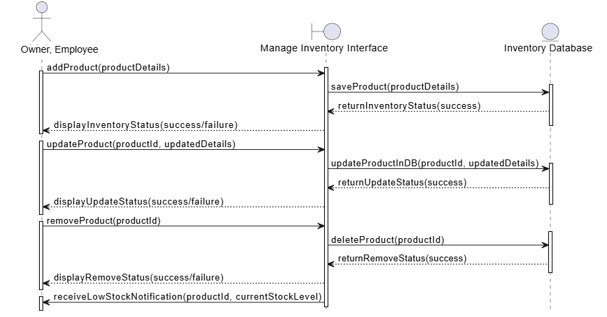 Owner, Employee
Manage Inventory Interface
Inventory Database
addProduct(productDetails)
saveProduct(productDetails)
returnInventoryStatus(success)
displayInventoryStatus(success/failure)
updateProduct(productId, updatedDetails)
updateProductInDB(productId, updatedDetails)
returnUpdateStatus(success)
displayUpdateStatus(success/failure)
removeProduct(productId)
deleteProduct(productId)
returnRemoveStatus(success)
displayRemoveStatus(success/failure)
receiveLowStockNotification(productId, currentStockLevel)